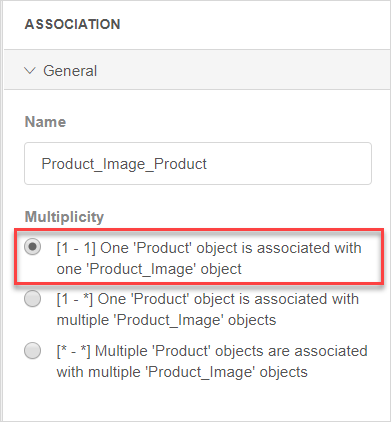 ASSOCIATION
General
Name
Product_Image_Product
Multiplicity
[1 - 1] One 'Product' object is associated with
one 'Product_Image' object
[1 - *] One 'Product' object is associated with
multiple 'Product_Image' objects
[* - *] Multiple 'Product' objects are associated
with multiple 'Product_Image' objects